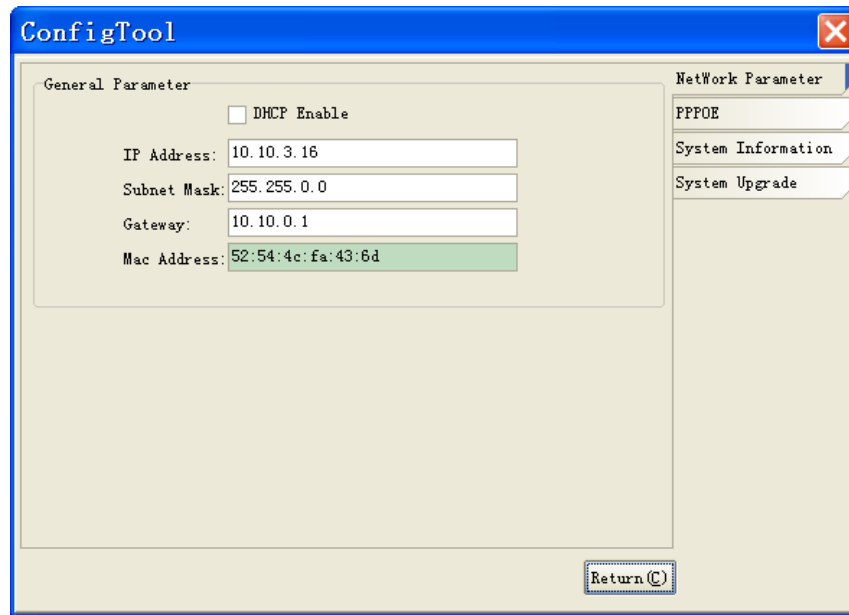 ConfigTool
General Parameter
DHCP Enable
IP Address: 10.10.3.16
Subnet Mask: 255.255.0.0
Gateway: 10.10.0.1
Mac Address: 52:54:4c:fa:43:6d
NetWork Parameter
PPPOE
System Information
System Upgrade
Return(C)